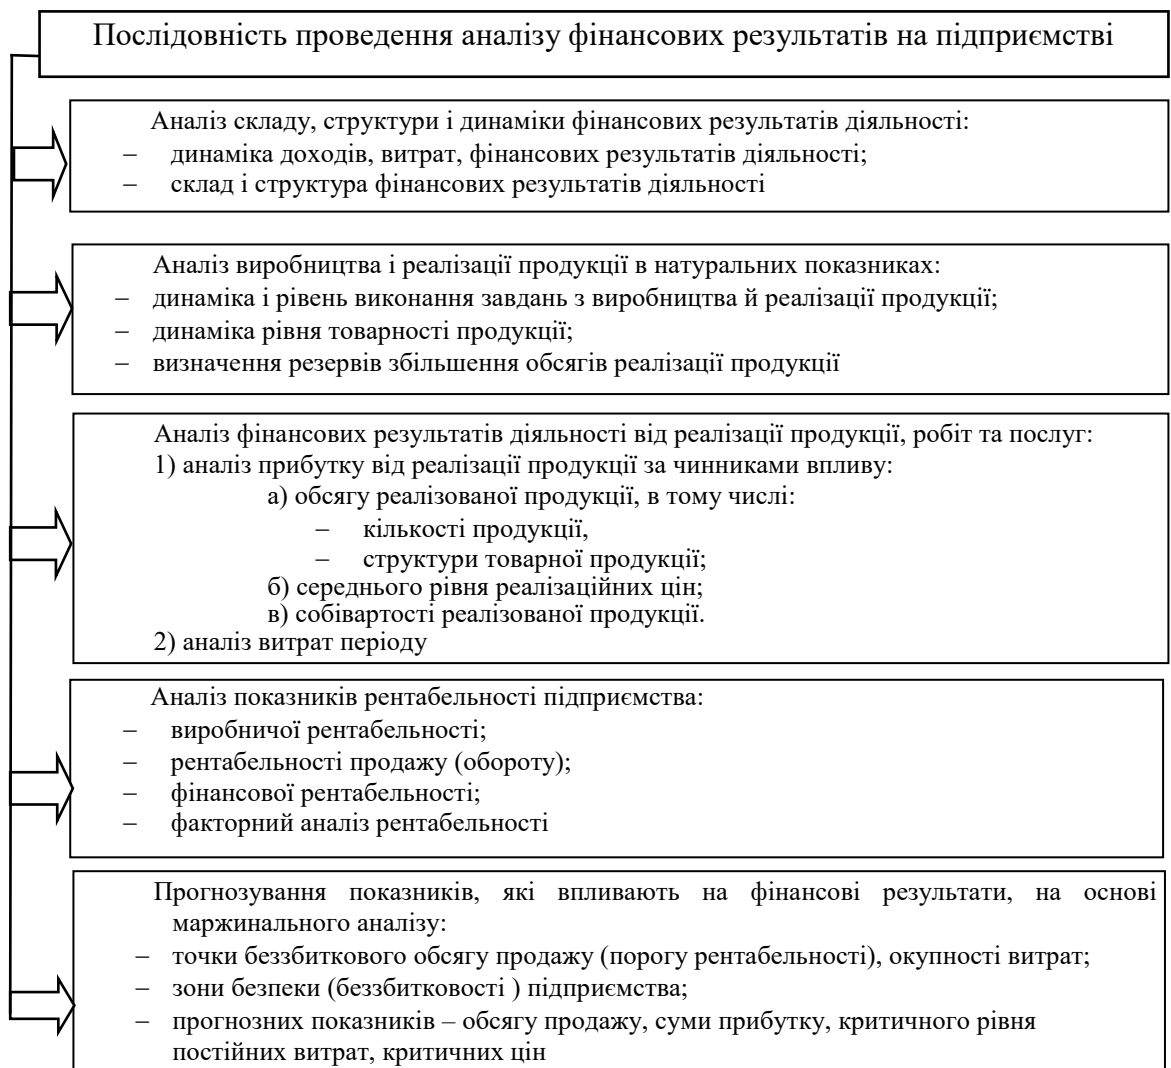 Послідовність проведення аналізу фінансових результатів на підприємстві
Аналіз складу, структури і динаміки фінансових результатів діяльності:
– динаміка доходів, витрат, фінансових результатів діяльності;
– склад і структура фінансових результатів діяльності
Аналіз виробництва і реалізації продукції в натуральних показниках:
– динаміка і рівень виконання завдань з виробництва й реалізації продукції;
– динаміка рівня товарності продукції;
– визначення резервів збільшення обсягів реалізації продукції
Аналіз фінансових результатів діяльності від реалізації продукції, робіт та послуг:
1) аналіз прибутку від реалізації продукції за чинниками впливу:
а) обсягу реалізованої продукції, в тому числі:
– кількості продукції,
– структури товарної продукції;
б) середнього рівня реалізаційних цін;
в) собівартості реалізованої продукції.
2) аналіз витрат періоду
Аналіз показників рентабельності підприємства:
– виробничої рентабельності;
– рентабельності продажу (обороту);
– фінансової рентабельності;
– факторний аналіз рентабельності
Прогнозування показників, які впливають на фінансові результати, на основі
маржинального аналізу:
– точки беззбиткового обсягу продажу (порогу рентабельності), окупності витрат;
– зони безпеки (беззбитковості ) підприємства;
– прогнозних показників – обсягу продажу, суми прибутку, критичного рівня
постійних витрат, критичних цін